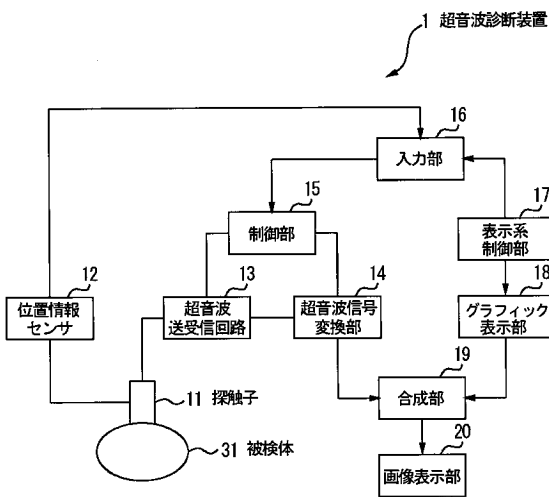 1 超音波診断装置
16
入力部
15
制御部
17
表示系
制御部
12
位置情報
センサ
13
超音波
送受信回路
14
超音波信号
変換部
18
グラフィック
表示部
19
合成部
11 探触子
20
画像表示部
31 被検体